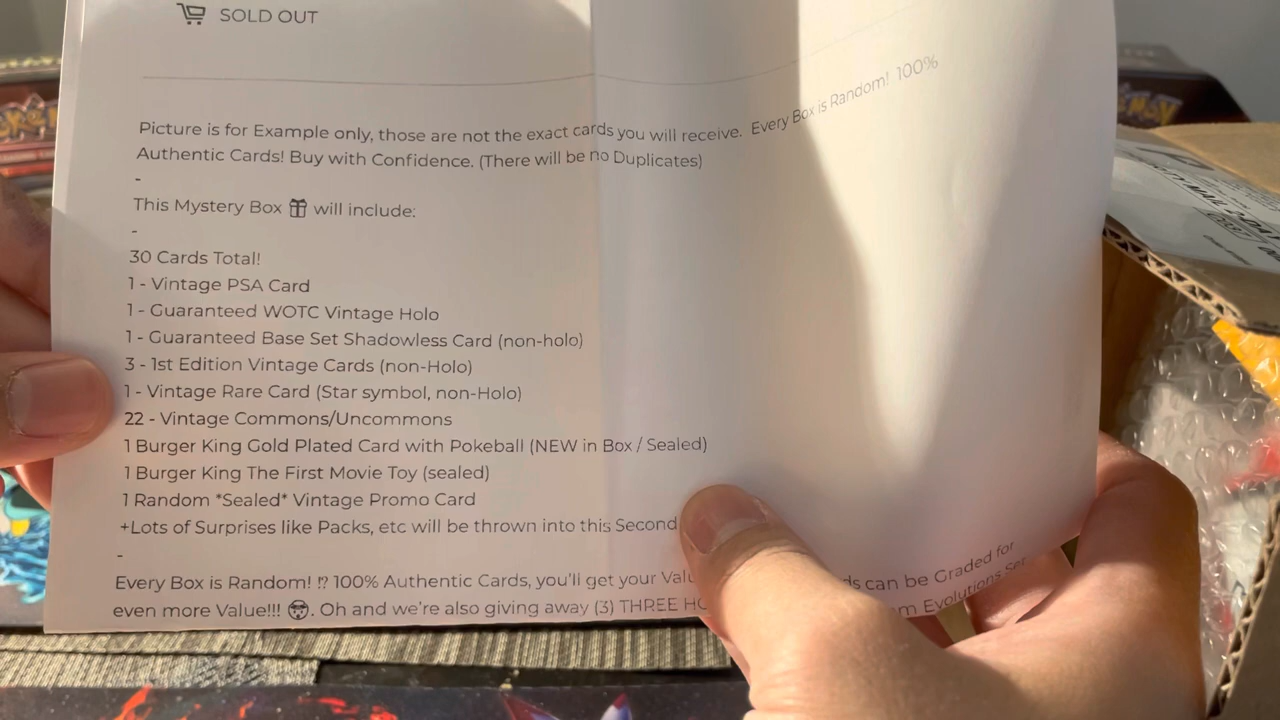 SOLD OUT
Picture is for Example only, those are not the exact cards you will receive. Every Box is Random! 100%
Authentic Cards! Buy with Confidence. (There will be no Duplicates)
-
This Mystery Box 🎁 will include:
-
30 Cards Total!
1 - Vintage PSA Card
1 - Guaranteed WOTC Vintage Holo
1 - Guaranteed Base Set Shadowless Card (non-holo)
3 - 1st Edition Vintage Cards (non-Holo)
1 - Vintage Rare Card (Star symbol, non-Holo)
22 - Vintage Commons/Uncommons
1 Burger King Gold Plated Card with Pokeball (NEW in Box / Sealed)
1 Burger King The First Movie Toy (sealed)
1 Random *Sealed* Vintage Promo Card
+Lots of Surprises like Packs, etc will be thrown into this Second
-
Every Box is Random! !? 100% Authentic Cards, you'll get your can be Graded for
even more Value!!! 🤯. Oh and we're also giving away (3) THREE Evolutions